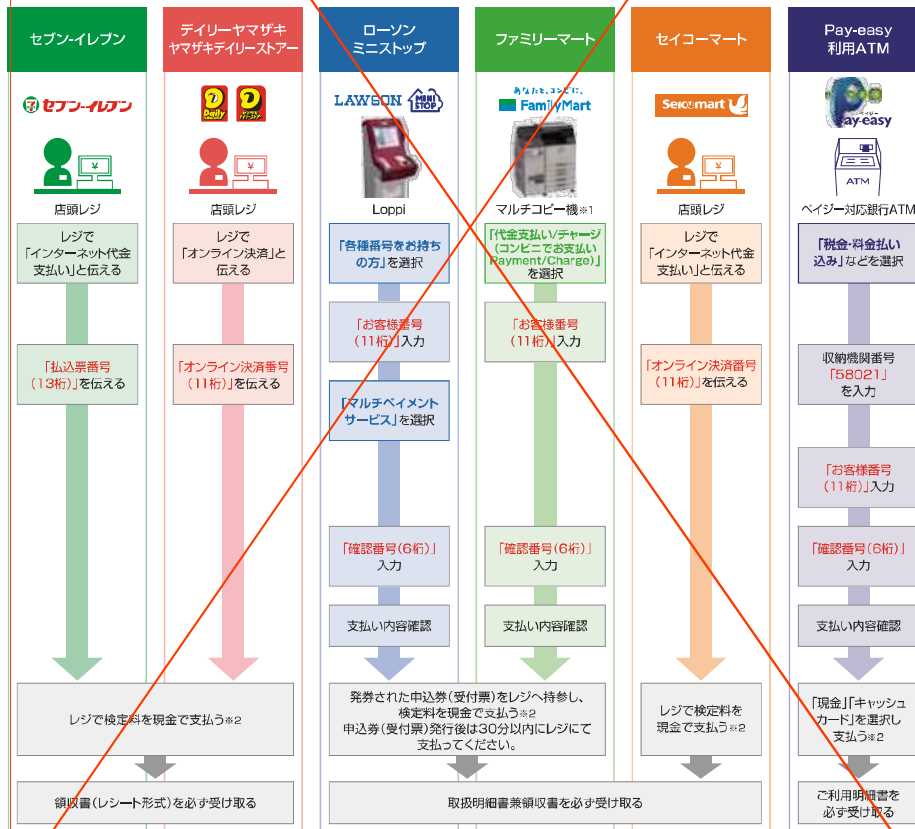 セブン-イレブン
デイリーヤマザキ
ヤマザキデイリーストアー
ローソン
ミニストップ
ファミリーマート
セイコーマート
Pay-easy
利用ATM
セブン-イレブン
Daily
LAWSON
MINI
STOP
あなたと、コンビに、
FamilyMart
Seicomart
ペイジー
Pay-easy
¥
¥
¥
ATM
店頭レジ
店頭レジ
Loppi
マルチコピー機※1
店頭レジ
ペイジー対応銀行ATM
レジで
「インターネット代金
支払い」と伝える
レジで
「オンライン決済」と
伝える
「各種番号をお持ち
の方」を選択
「代金支払い/チャージ
(コンビニでお支払い
Payment/Charge)」
を選択
レジで
「インターネット代金
支払い」と伝える
「税金・料金払い
込み」などを選択
「お客様番号
(11桁)」入力
「お客様番号
(11桁)」入力
「払込票番号
(13桁)」を伝える
「オンライン決済番号
(11桁)」を伝える
「マルチペイメント
サービス」を選択
「オンライン決済番号
(11桁)」を伝える
収納機関番号
「58021」
を入力
「お客様番号
(11桁)」入力
「確認番号(6桁)」
入力
「確認番号(6桁)」
入力
「確認番号(6桁)」
入力
支払い内容確認
支払い内容確認
支払い内容確認
レジで検定料を現金で支払う※2
発券された申込券(受付票)をレジへ持参し、
検定料を現金で支払う※2
申込券(受付票)発行後は30分以内にレジにて
支払ってください。
レジで検定料を
現金で支払う※2
「現金」「キャッシュ
カード」を選択し
支払う※2
領収書(レシート形式)を必ず受け取る
取扱明細書兼領収書を必ず受け取る
ご利用明細書を
必ず受け取る